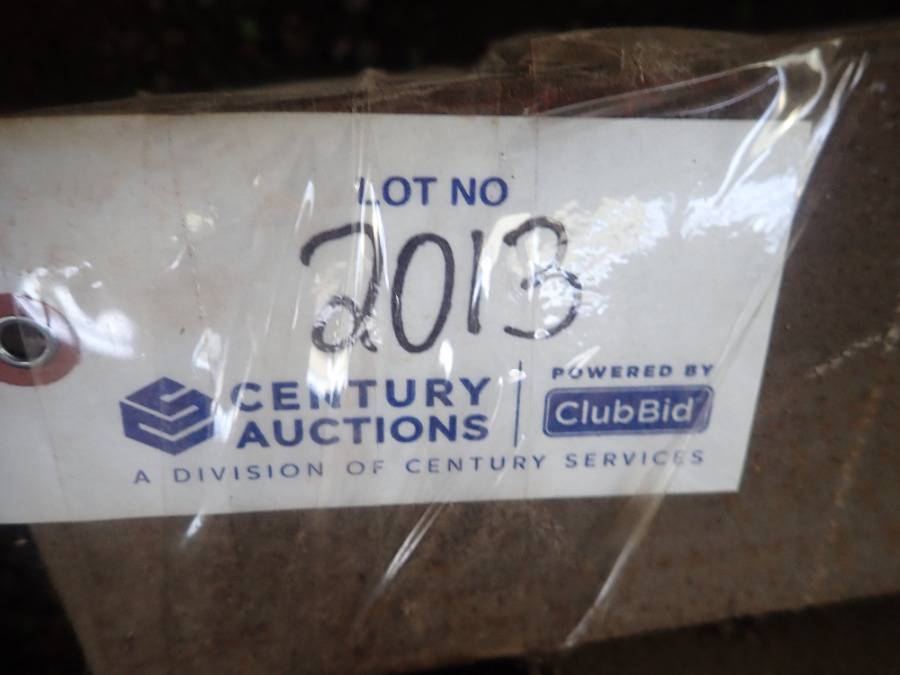 LOT NO
2013
CENTURY AUCTIONS
POWERED BY
ClubBid
A DIVISION OF CENTURY SERVICES